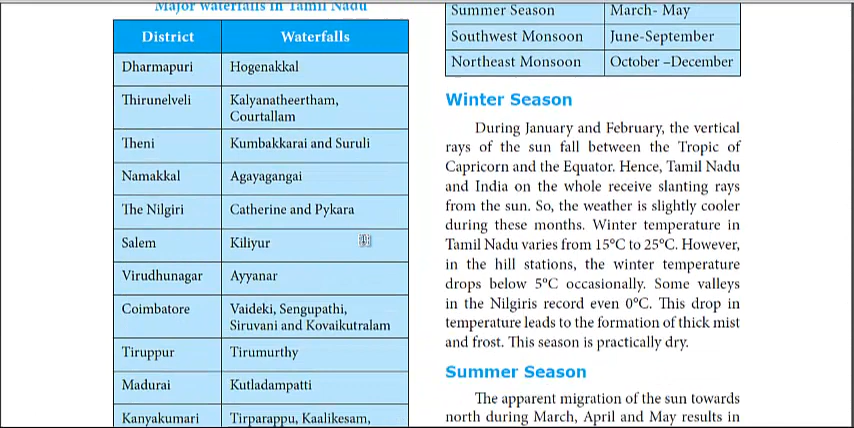 Major Waterfalls in Tamil Nadu
District Waterfalls
Dharmapuri Hogenakkal
Thirunelveli Kalyanatheertham,
Courtallam
Theni Kumbakkarai and Suruli
Namakkal Agayagangai
The Nilgiri Catherine and Pykara
Salem Kiliyur
Virudhunagar Ayyanar
Coimbatore Vaideki, Sengupathi,
Siruvani and Kovaikutralam
Tiruppur Tirumurthy
Madurai Kutladampatti
Kanyakumari Tirparappu, Kaalikesam,
Summer Season March- May
Southwest Monsoon June-September
Northeast Monsoon October –December
Winter Season
During January and February, the vertical
rays of the sun fall between the Tropic of
Capricorn and the Equator. Hence, Tamil Nadu
and India on the whole receive slanting rays
from the sun. So, the weather is slightly cooler
during these months. Winter temperature in
Tamil Nadu varies from 15°C to 25°C. However,
in the hill stations, the winter temperature
drops below 5°C occasionally. Some valleys
in the Nilgiris record even 0°C. This drop in
temperature leads to the formation of thick mist
and frost. This season is practically dry.
Summer Season
The apparent migration of the sun towards
north during March, April and May results in